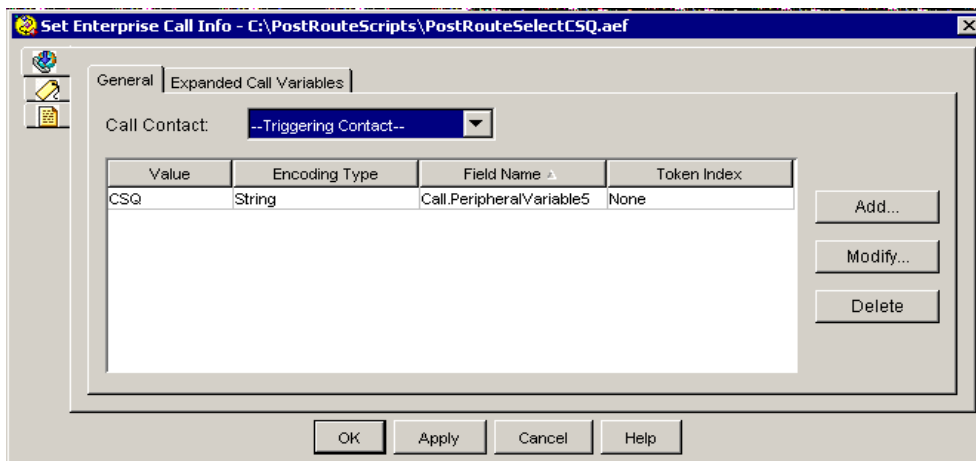 Set Enterprise Call Info - C:\PostRouteScripts\PostRouteSelectCSQ.aef
General Expanded Call Variables
Call Contact: --Triggering Contact--
Value Encoding Type Field Name Token Index
CSQ String Call.PeripheralVariable5 None
Add...
Modify...
Delete
OK Apply Cancel Help